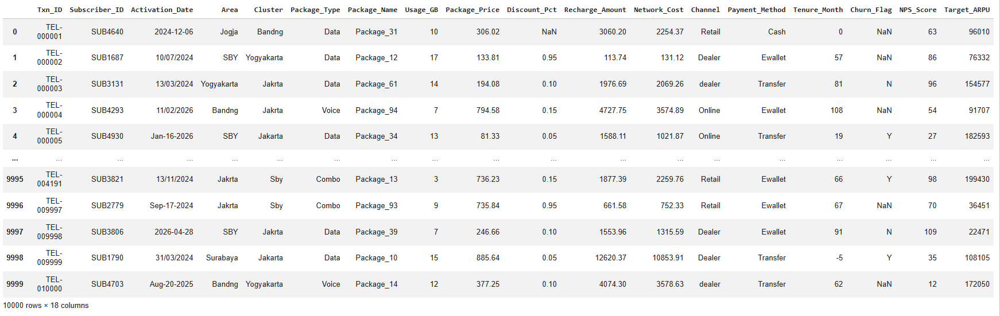 Txn_ID Subscriber_ID Activation_Date Area Cluster Package_Type Package_Name Usage_GB Package_Price Discount_Pct Recharge_Amount Network_Cost Channel Payment_Method Tenure_Month Churn_Flag NPS_Score Target_ARPU
0 TEL-000001 SUB4640 2024-12-06 Jogja Bandng Data Package_31 10 306.02 NaN 3060.20 2254.37 Retail Cash 0 NaN 63 96010
1 TEL-000002 SUB1687 10/07/2024 SBY Yogyakarta Data Package_12 17 133.81 0.95 113.74 131.12 Dealer Ewallet 57 NaN 86 76332
2 TEL-000003 SUB3131 13/03/2024 Yogyakarta Jakrta Data Package_61 14 194.08 0.10 1976.69 2069.26 dealer Transfer 81 N 96 154577
3 TEL-000004 SUB4293 11/02/2026 Bandng Jakrta Voice Package_94 7 794.58 0.15 4727.75 3574.89 Online Ewallet 108 NaN 54 91707
4 TEL-000005 SUB4930 Jan-16-2026 SBY Jakarta Data Package_34 13 81.33 0.05 1588.11 1021.87 Online Transfer 19 Y 27 182593
... ... ... ... ... ... ... ... ... ... ... ... ... ... ... ... ... ... ...
9995 TEL-004191 SUB3821 13/11/2024 Jakrta Sby Combo Package_13 3 736.23 0.15 1877.39 2259.76 Retail Ewallet 66 Y 98 199430
9996 TEL-009997 SUB2779 Sep-17-2024 Jakrta Sby Combo Package_93 9 735.84 0.95 661.58 752.33 Retail Ewallet 67 NaN 70 36451
9997 TEL-009998 SUB3806 2026-04-28 SBY Jakrta Data Package_39 7 246.66 0.10 1553.96 1315.59 Dealer Ewallet 91 N 109 22471
9998 TEL-009999 SUB1790 31/03/2024 Surabaya Jakarta Data Package_10 15 885.64 0.05 12620.37 10853.91 Dealer Transfer -5 Y 35 108105
9999 TEL-010000 SUB4703 Aug-20-2025 Bandng Yogyakarta Voice Package_14 12 377.25 0.10 4074.30 3578.63 dealer Transfer 62 NaN 12 172050
10000 rows × 18 columns